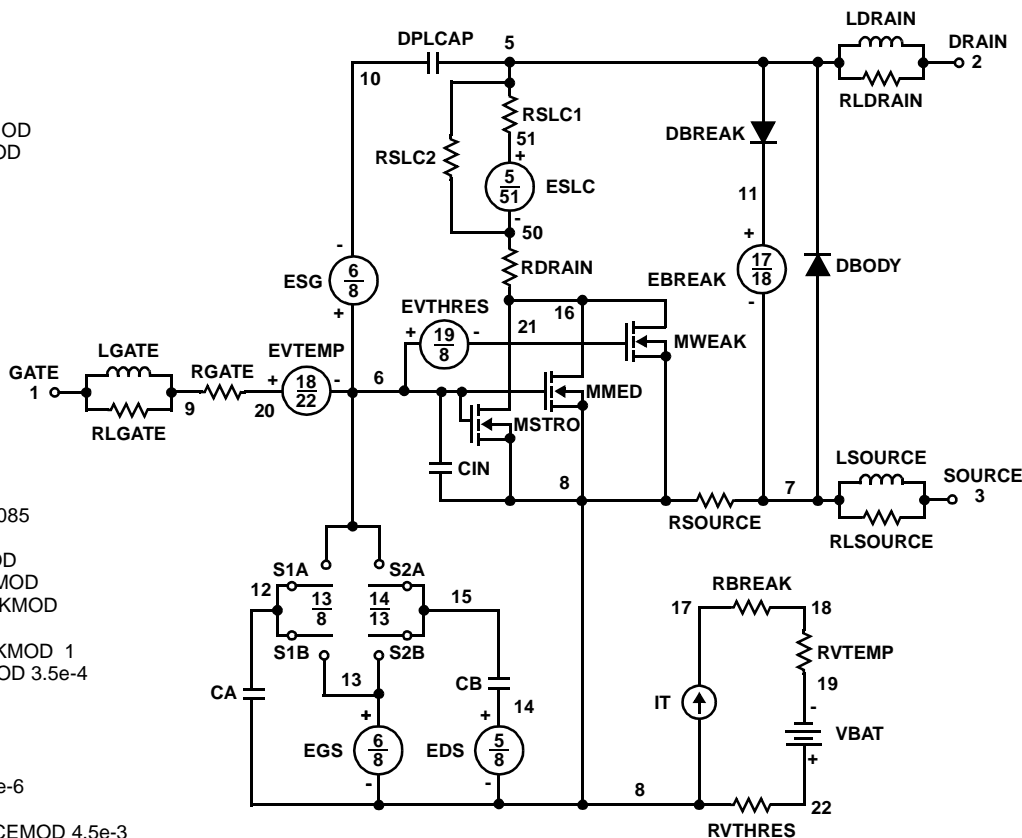 LDRAIN
DPLCAP
5
DRAIN
2
10
RLDRAIN
OD
OD
RSLC1
DBREAK
51
RSLC2
+
5
51
ESLC
11
-
50
-
+
RDRAIN
17
18
DBODY
6
8
EBREAK
ESG
EVTHRES
16
-
+
+
19
8
-
21
MWEAK
LGATE
EVTEMP
GATE
1
RGATE
+
18
22
-
6
MMED
9
20
MSTRO
RLGATE
LSOURCE
CIN
SOURCE
3
8
7
085
RSOURCE
RLSOURCE
OD
MOD
S1A
S2A
RBREAK
KMOD
12
13
8
14
13
15
17
18
KMOD 1
RVTEMP
OD 3.5e-4
S1B
S2B
13
CB
19
CA
14
IT
-
+
+
VBAT
EGS
6
8
EDS
5
8
+
e-6
-
-
8
22
CEMOD 4.5e-3
RVTHRES